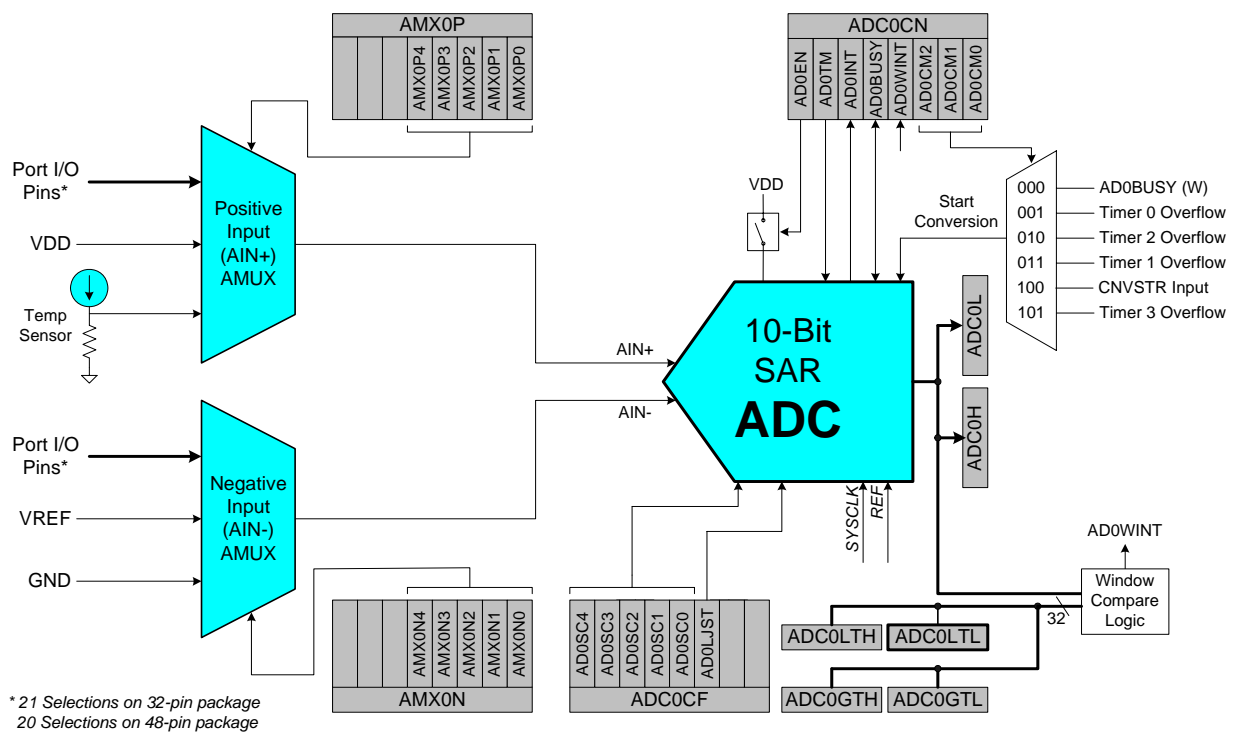 AMX0P
AMX0P4
AMX0P3
AMX0P2
AMX0P1
AMX0P0
ADC0CN
AD0EN
AD0TM
AD0INT
AD0BUSY
AD0WINT
AD0CM2
AD0CM1
AD0CM0
Port I/O
Pins*
VDD
Temp
Sensor
Positive
Input
(AIN+)
AMUX
VDD
Start
Conversion
000
AD0BUSY (W)
001
Timer 0 Overflow
010
Timer 2 Overflow
011
Timer 1 Overflow
100
CNVSTR Input
101
Timer 3 Overflow
AIN+
AIN-
10-Bit
SAR
ADC
ADC0L
ADC0H
Port I/O
Pins*
VREF
GND
Negative
Input
(AIN-)
AMUX
SYSCLK
REF
AD0WINT
Window
Compare
Logic
32
AMX0N4
AMX0N3
AMX0N2
AMX0N1
AMX0N0
AMX0N
AD0SC4
AD0SC3
AD0SC2
AD0SC1
AD0SC0
AD0LJST
ADC0CF
ADC0LTH
ADC0LTL
ADC0GTH
ADC0GTL
* 21 Selections on 32-pin package
20 Selections on 48-pin package